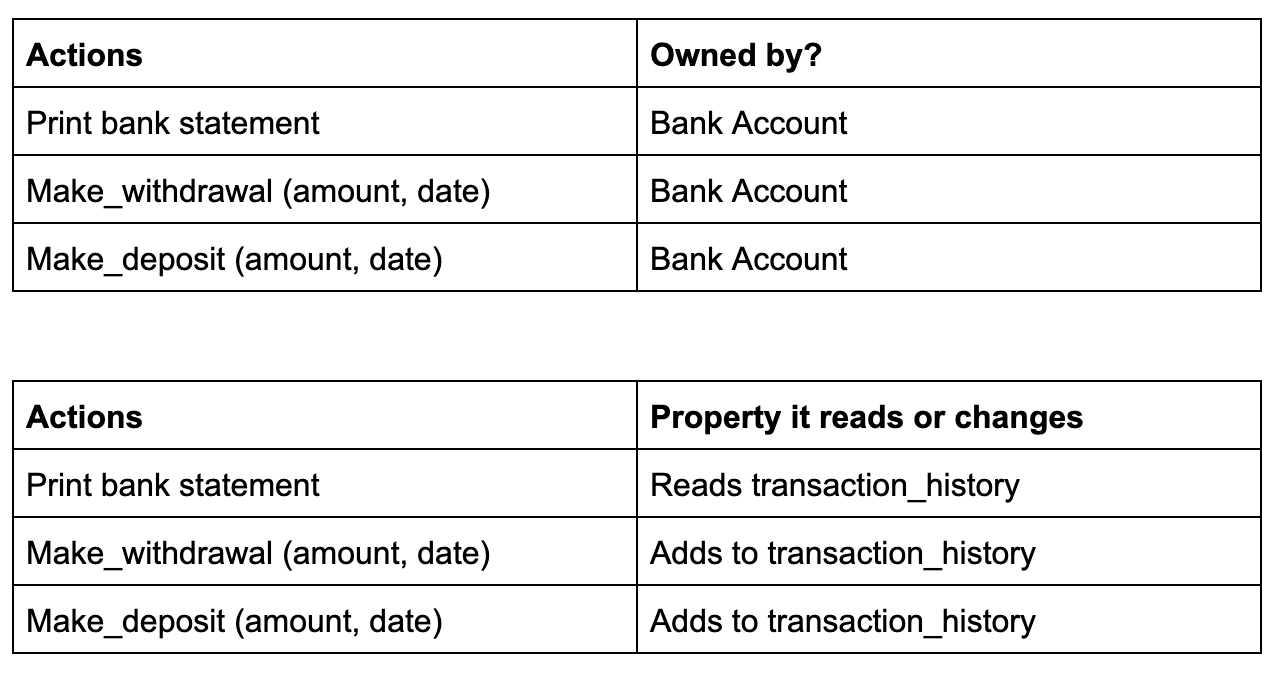 Actions Owned by?
Print bank statement Bank Account
Make_withdrawal (amount, date) Bank Account
Make_deposit (amount, date) Bank Account
Actions Property it reads or changes
Print bank statement Reads transaction_history
Make_withdrawal (amount, date) Adds to transaction_history
Make_deposit (amount, date) Adds to transaction_history